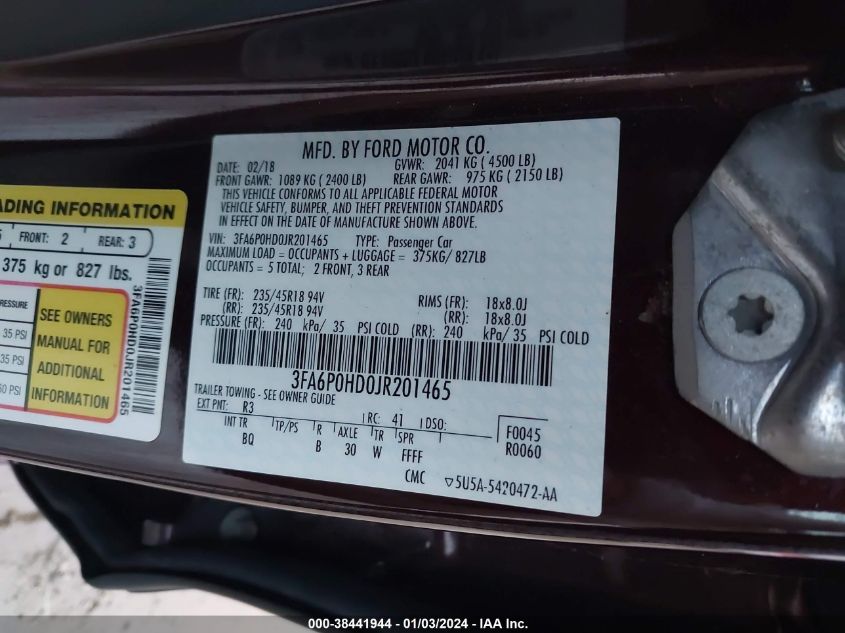 MFD. BY FORD MOTOR CO.
DATE: 02/18 GVWR: 2041 KG ( 4500 LB)
FRONT GAWR: 1089 KG ( 2400 LB) REAR GAWR: 975 KG ( 2150 LB)
THIS VEHICLE CONFORMS TO ALL APPLICABLE FEDERAL MOTOR
VEHICLE SAFETY, BUMPER, AND THEFT PREVENTION STANDARDS
IN EFFECT ON THE DATE OF MANUFACTURE SHOWN ABOVE.
VIN: 3FA6P0HD0JR201465 TYPE: Passenger Car
MAXIMUM LOAD = OCCUPANTS + LUGGAGE = 375KG/ 827LB
OCCUPANTS = 5 TOTAL; 2 FRONT, 3 REAR
TIRE (FR): 235/45R18 94V RIMS (FR): 18x8.0J
(RR): 235/45R18 94V (RR): 18x8.0J
PRESSURE (FR): 240 kPa/ 35 PSI COLD (RR): 240 kPa/ 35 PSI COLD
3FA6P0HD0JR201465
TRAILER TOWING - SEE OWNER GUIDE
EXT PNT: R3 RC: 41 DSO: F0045
INT TR TP/PS R AXLE TR SPR R0060
BQ B 30 W FFFF
CMC ▽5U5A-5420472-AA
ADING INFORMATION
FRONT: 2 REAR: 3
375 kg or 827 lbs.
3FA6P0HD0JR201465
RESSURE
35 PSI
35 PSI
60 PSI
SEE OWNERS
MANUAL FOR
ADDITIONAL
INFORMATION
000-38441944 - 01/03/2024 - IAA Inc.